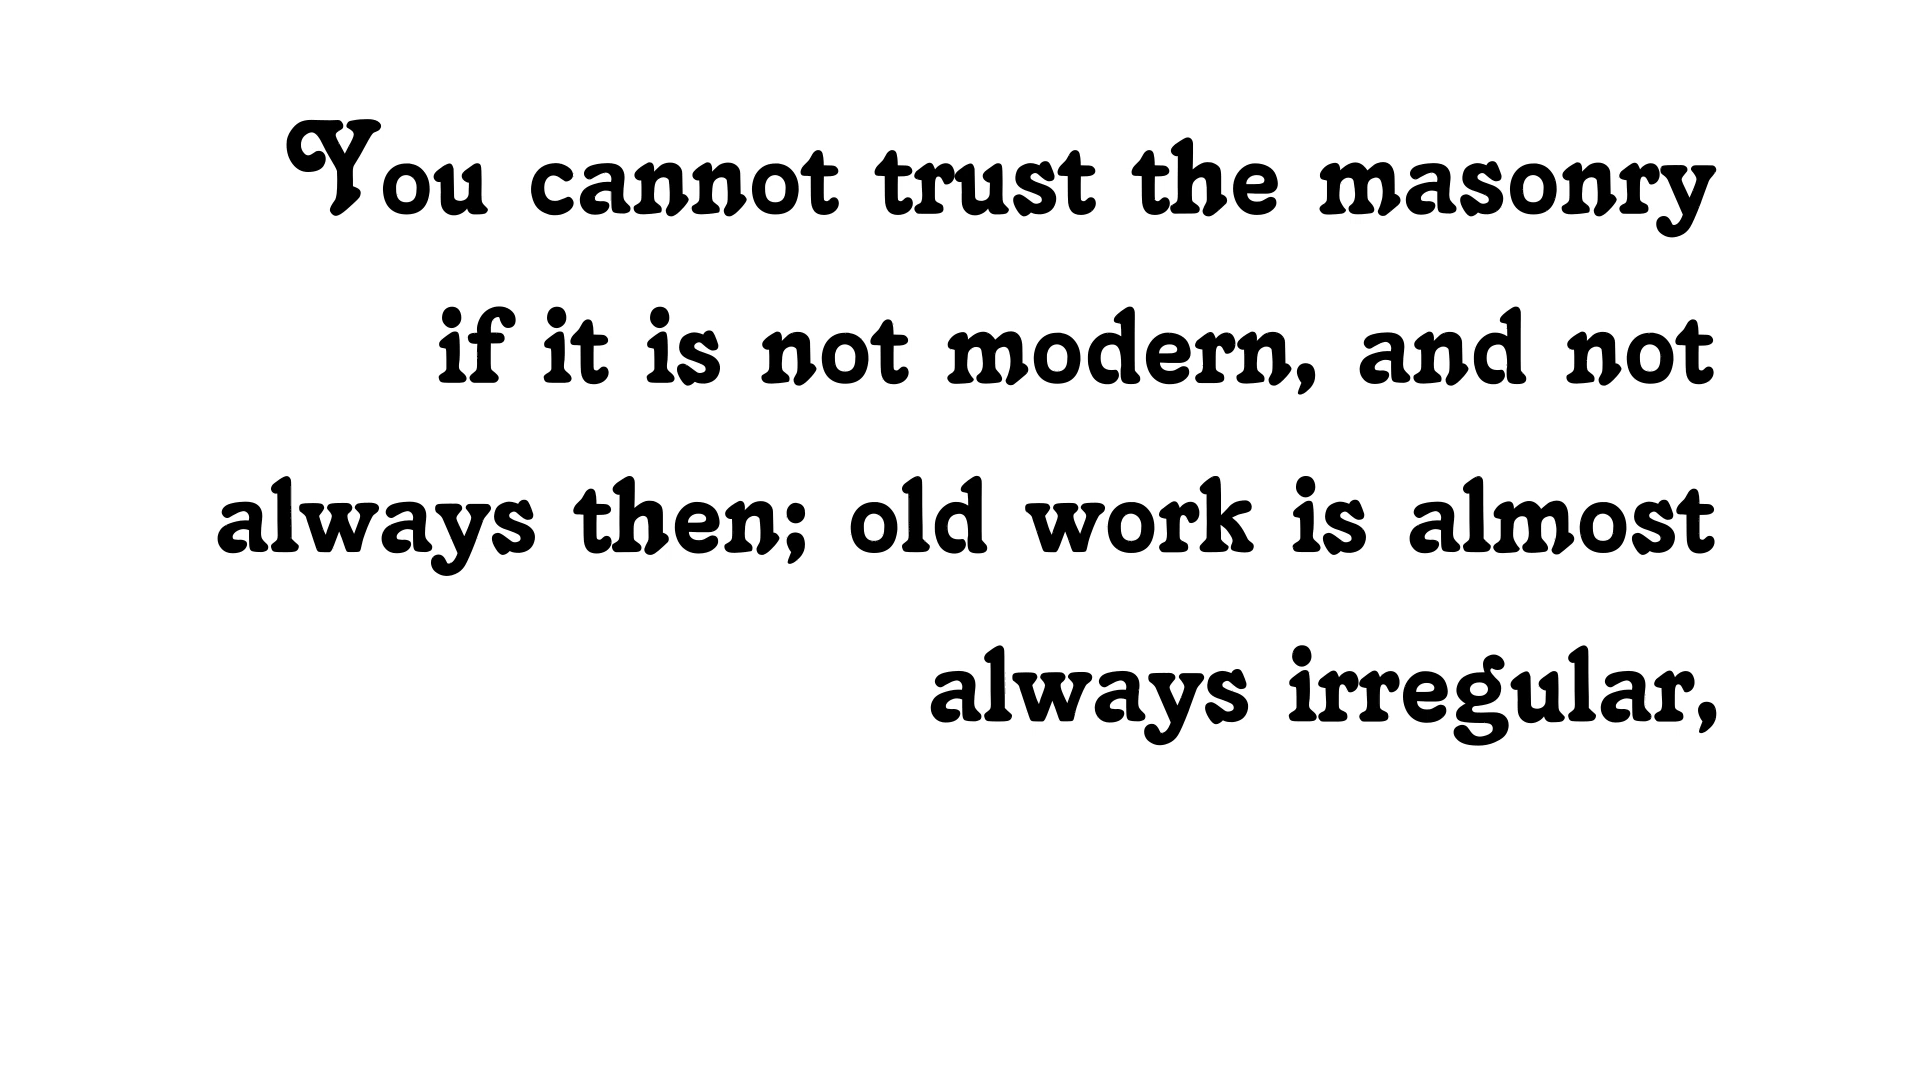 You cannot trust the masonry
if it is not modern, and not
always then; old work is almost
always irregular,